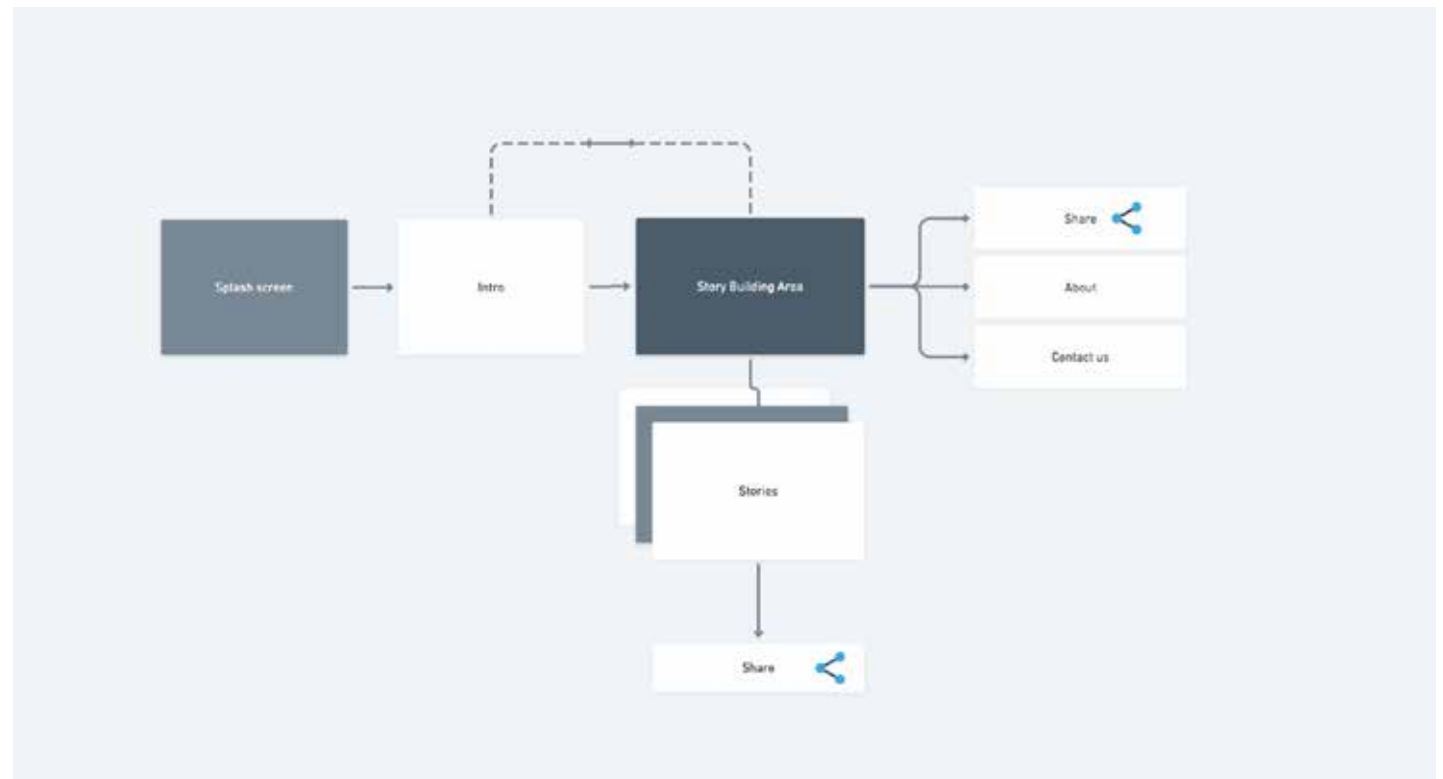 Share
Splash screen
Intro
Story Building Area
About
Contact us
Stories
Share